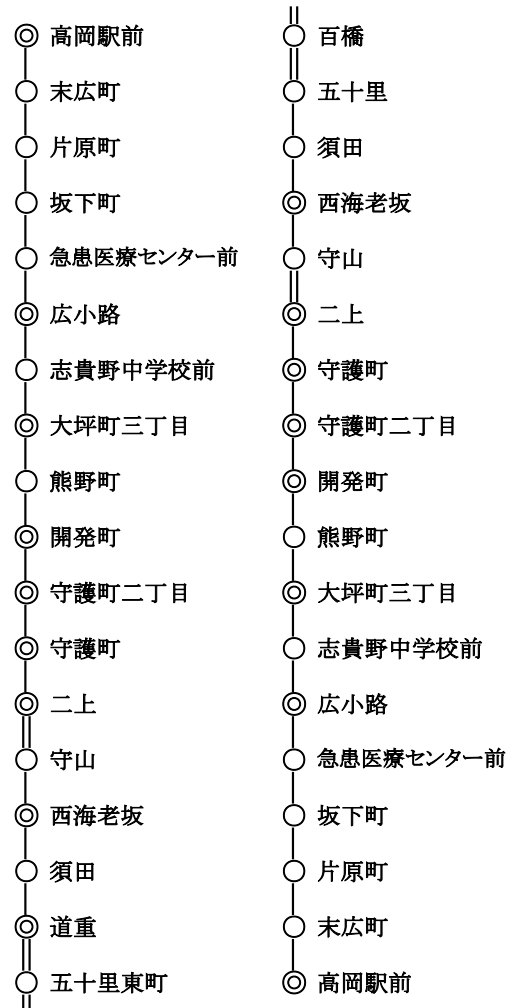 高岡駅前
末広町
片原町
坂下町
急患医療センター前
広小路
志貴野中学校前
大坪町三丁目
熊野町
開発町
守護町二丁目
守護町
二上
守山
西海老坂
須田
道重
五十里東町
百橋
五十里
須田
西海老坂
守山
二上
守護町
守護町二丁目
開発町
熊野町
大坪町三丁目
志貴野中学校前
広小路
急患医療センター前
坂下町
片原町
末広町
高岡駅前